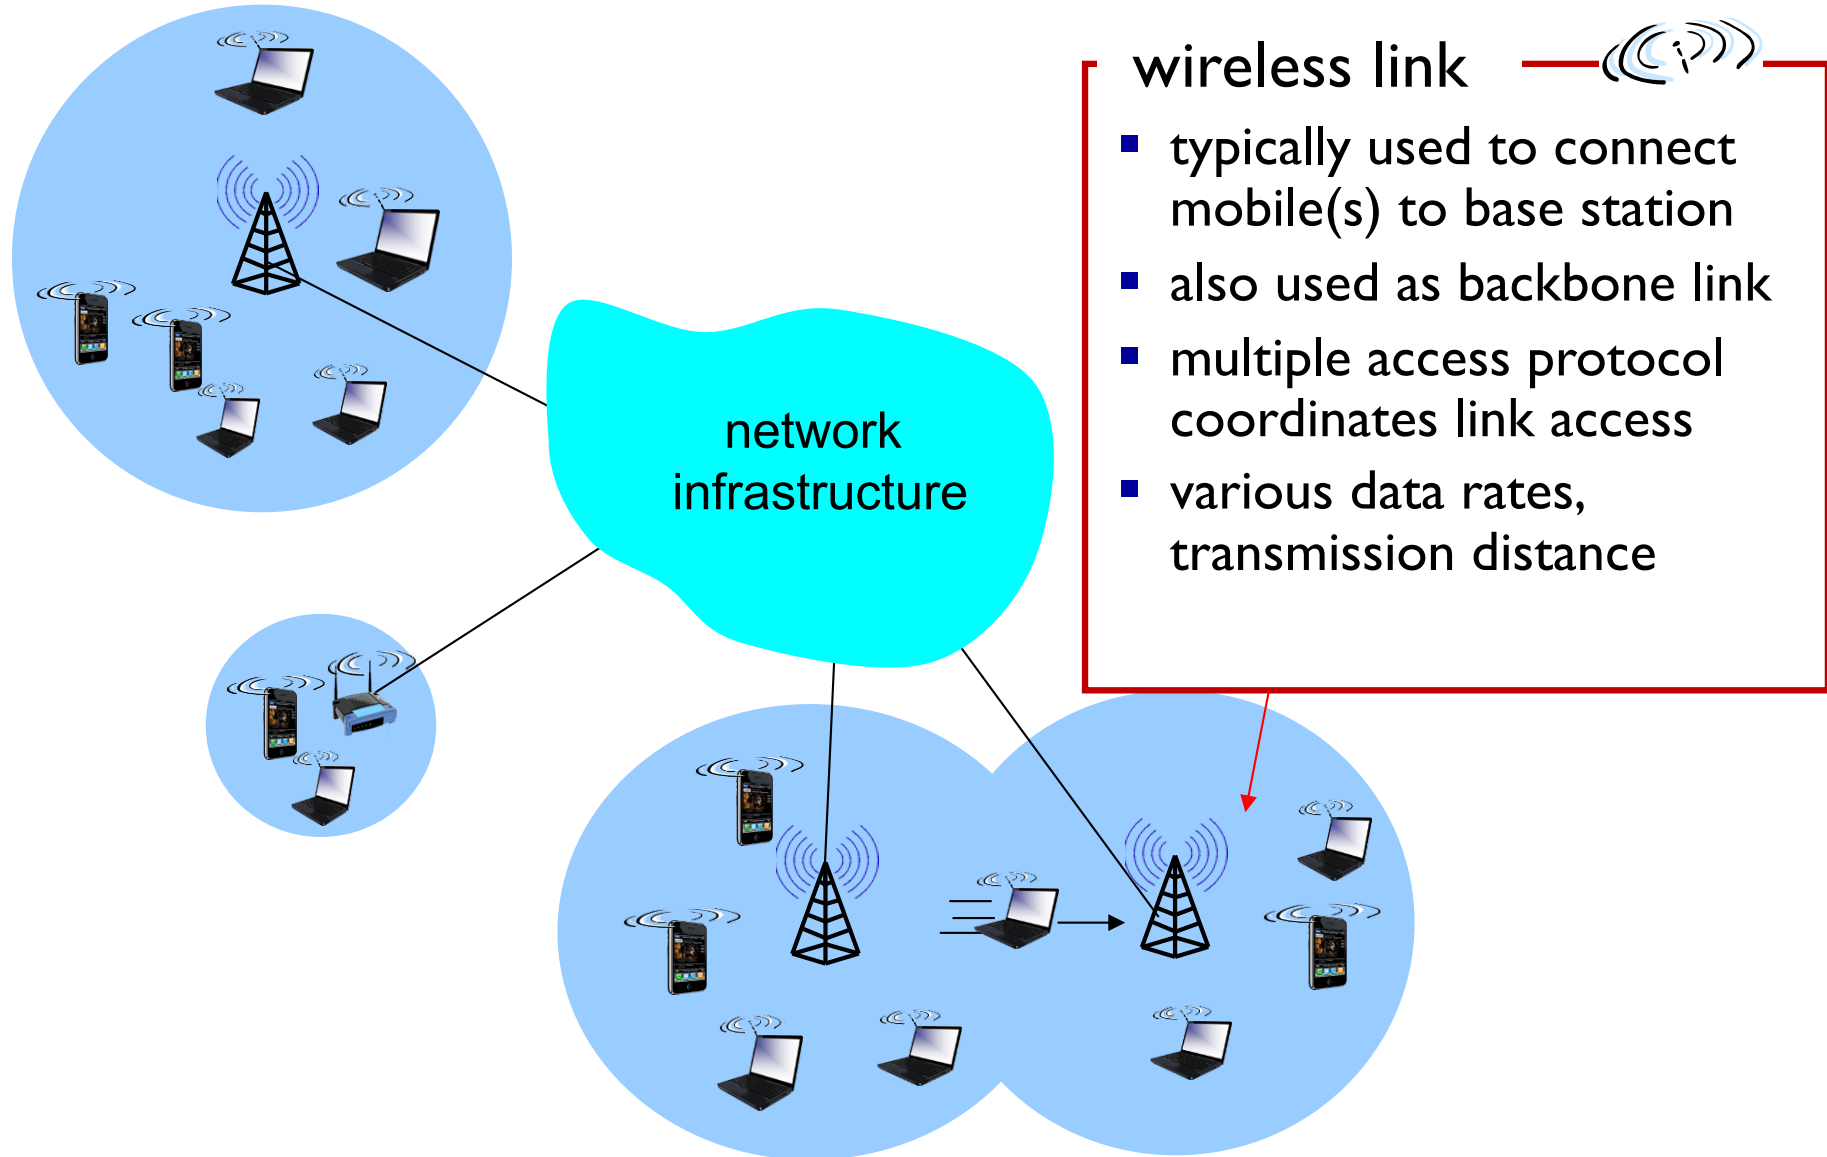 wireless link
▪ typically used to connect
mobile(s) to base station
▪ also used as backbone link
▪ multiple access protocol
coordinates link access
▪ various data rates,
transmission distance
network
infrastructure